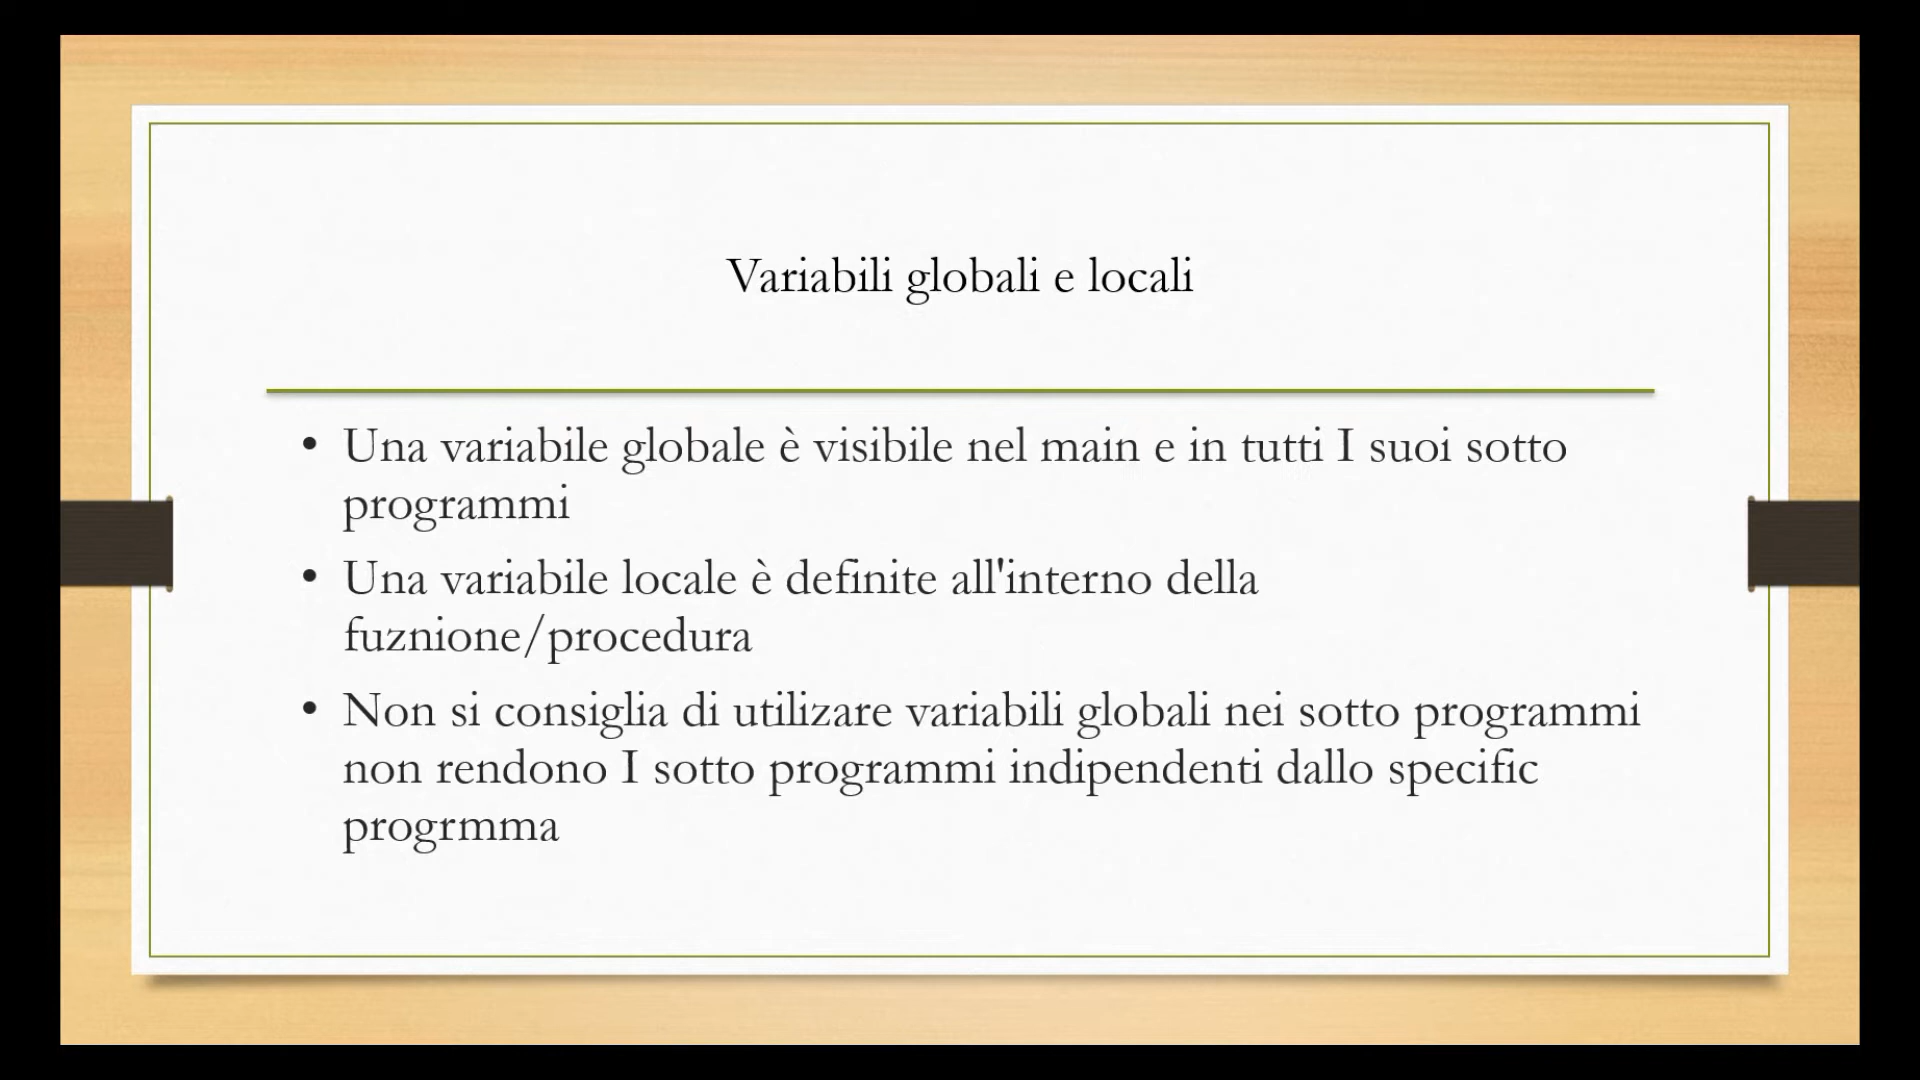 Variabili globali e locali
• Una variabile globale è visibile nel main e in tutti I suoi sotto
programmi
• Una variabile locale è definite all'interno della
fuznione/procedura
• Non si consiglia di utilizare variabili globali nei sotto programmi
non rendono I sotto programmi indipendenti dallo specific
progrmma